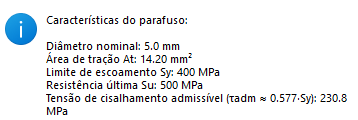 Características do parafuso:
Diâmetro nominal: 5.0 mm
Área de tração At: 14.20 mm²
Limite de escoamento Sy: 400 MPa
Resistência última Su: 500 MPa
Tensão de cisalhamento admissível (τadm ≈ 0.577·Sy): 230.8
MPa